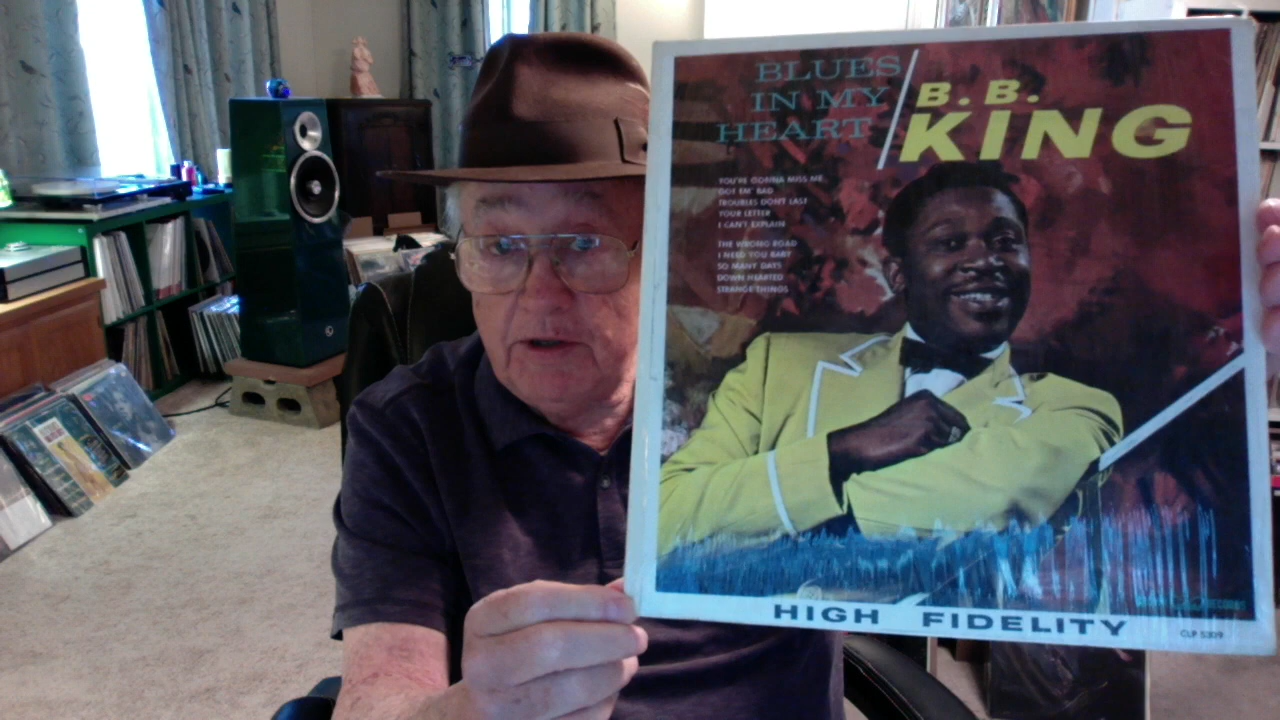 BLUES
IN MY
HEART
B. B.
KING
YOU'RE GONNA MISS ME
GOT EM' BAD
TROUBLES DON'T LAST
YOUR LETTER
I CAN'T EXPLAIN
THE WRONG ROAD
I NEED YOU BABY
SO MANY DAYS
DOWN HEARTED
STRANGE THINGS
HIGH FIDELITY
CLP 5309